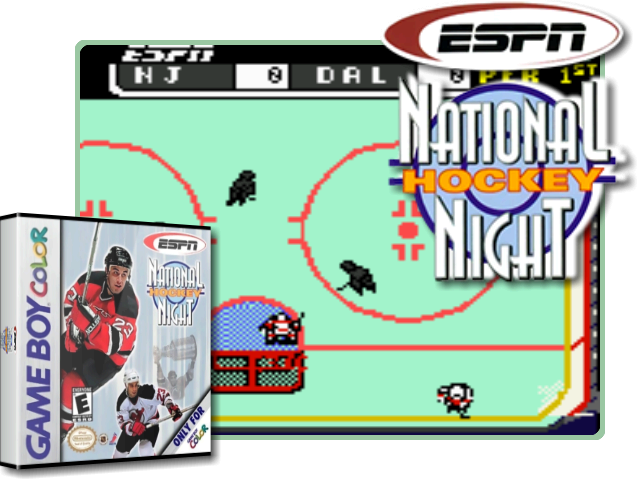 ESPN
NJ 0 DAL 0 PER 1ST
ESPN
NATIONAL
HOCKEY
NIGHT
GAME BOY COLOR
ESPN
NATIONAL
HOCKEY
NIGHT
23
E
ONLY FOR
COLOR